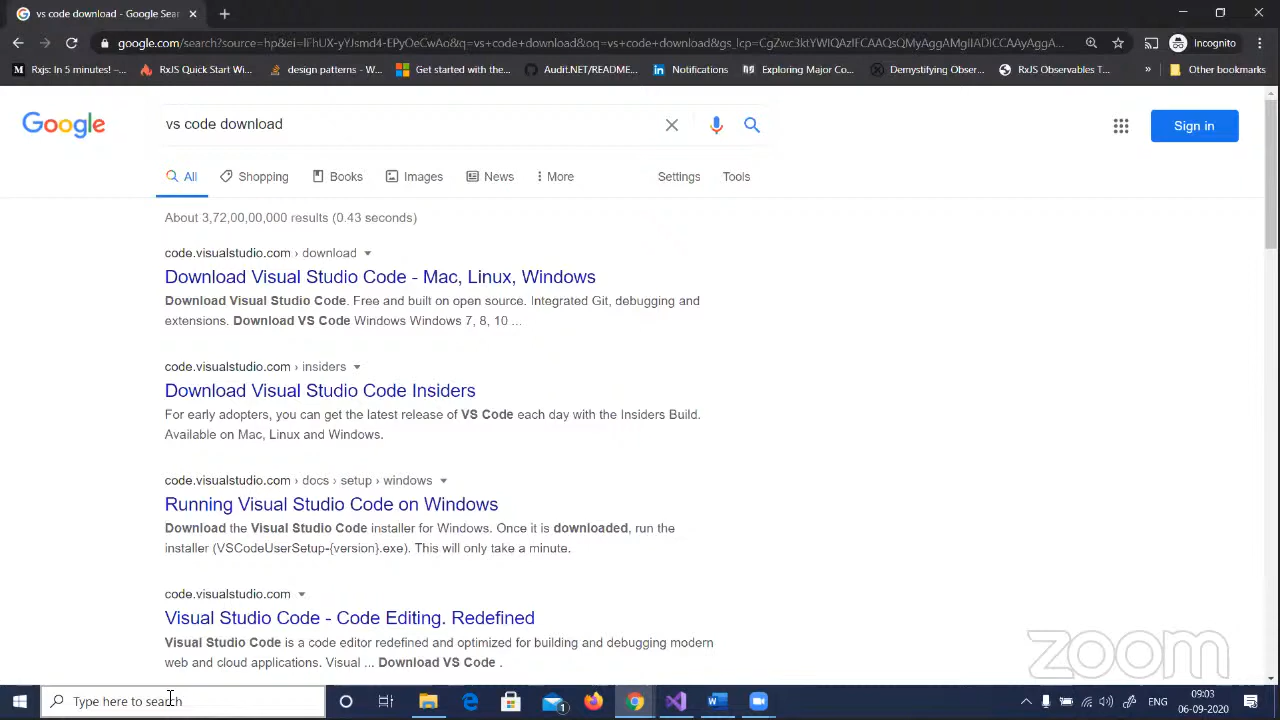 vs code download - Google Sear
google.com/search?source=hp&ei=IFhUX-yYJsmd4-EPyOeCwAo&q=vs+code+download&oq=vs+code+download&gs_lcp=CgZwc3ktYWIQAzIFCAAQsQMyAggAMgIIADICCAAyAggA...
Incognito
Rxjs: In 5 minutes! –...
RxJS Quick Start Wi...
design patterns - W...
Get started with the...
Audit.NET/README...
Notifications
Exploring Major Co...
Demystifying Obser...
RxJS Observables T...
»
Other bookmarks
Google
vs code download
Sign in
All
Shopping
Books
Images
News
More
Settings
Tools
About 3,72,00,00,000 results (0.43 seconds)
code.visualstudio.com › download
Download Visual Studio Code - Mac, Linux, Windows
Download Visual Studio Code. Free and built on open source. Integrated Git, debugging and
extensions. Download VS Code Windows Windows 7, 8, 10 ...
code.visualstudio.com › insiders
Download Visual Studio Code Insiders
For early adopters, you can get the latest release of VS Code each day with the Insiders Build.
Available on Mac, Linux and Windows.
code.visualstudio.com › docs › setup › windows
Running Visual Studio Code on Windows
Download the Visual Studio Code installer for Windows. Once it is downloaded, run the
installer (VSCodeUserSetup-{version}.exe). This will only take a minute.
code.visualstudio.com
Visual Studio Code - Code Editing. Redefined
Visual Studio Code is a code editor redefined and optimized for building and debugging modern
web and cloud applications. Visual ... Download VS Code .
zoom
Type here to search
1
ENG
09:03
06-09-2020